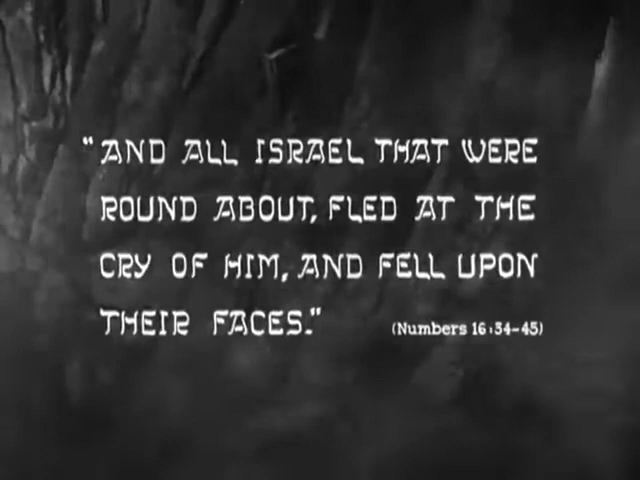 "AND ALL ISRAEL THAT WERE
ROUND ABOUT, FLED AT THE
CRY OF HIM, AND FELL UPON
THEIR FACES." (Numbers 16:34-45)